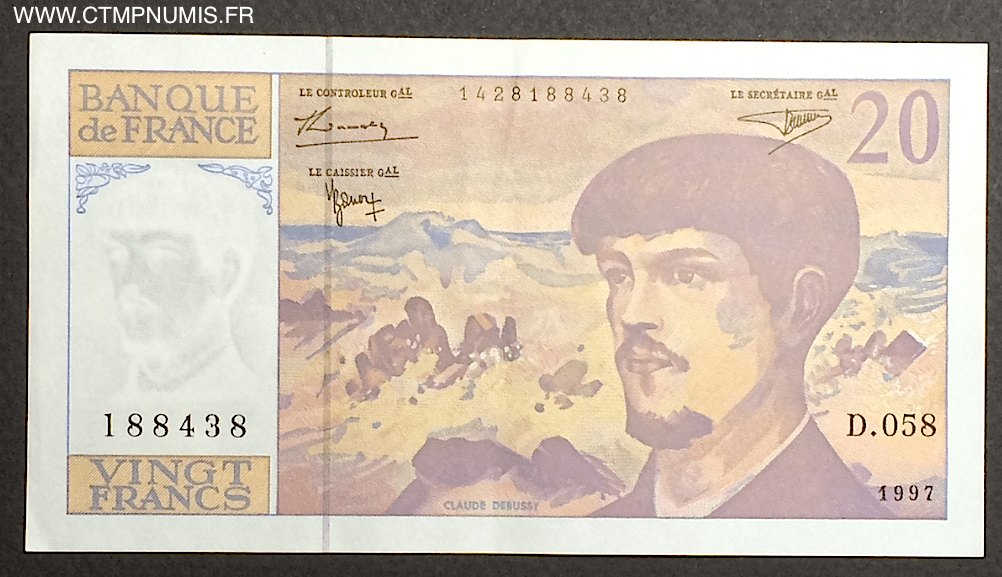 WWW.CTMPNUMIS.FR
BANQUE
de FRANCE
LE CONTROLEUR GAL
1428188438
LE SECRÉTAIRE GAL
20
LE CAISSIER GAL
188438
D.058
VINGT
FRANCS
CLAUDE DEBUSSY
1997